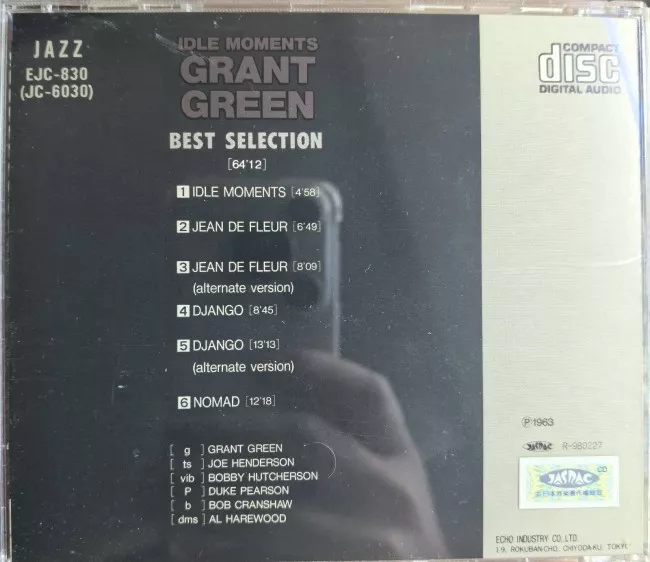 JAZZ
EJC-830
(JC-6030)
IDLE MOMENTS
GRANT
GREEN
BEST SELECTION
[64'12]
1 IDLE MOMENTS [4'58]
2 JEAN DE FLEUR [6'49]
3 JEAN DE FLEUR [8'09]
(alternate version)
4 DJANGO [8'45]
5 DJANGO [13'13]
(alternate version)
6 NOMAD [12'18]
[ g ] GRANT GREEN
[ ts ] JOE HENDERSON
[ vib ] BOBBY HUTCHERSON
[ P ] DUKE PEARSON
[ b ] BOB CRANSHAW
[ dms ] AL HAREWOOD
COMPACT
disc
DIGITAL AUDIO
Ⓟ 1963
JASRAC R-980227
CD
JASRAC
ECHO INDUSTRY CO., LTD.
1-9, ROKUBAN-CHO, CHIYODA-KU, TOKYO